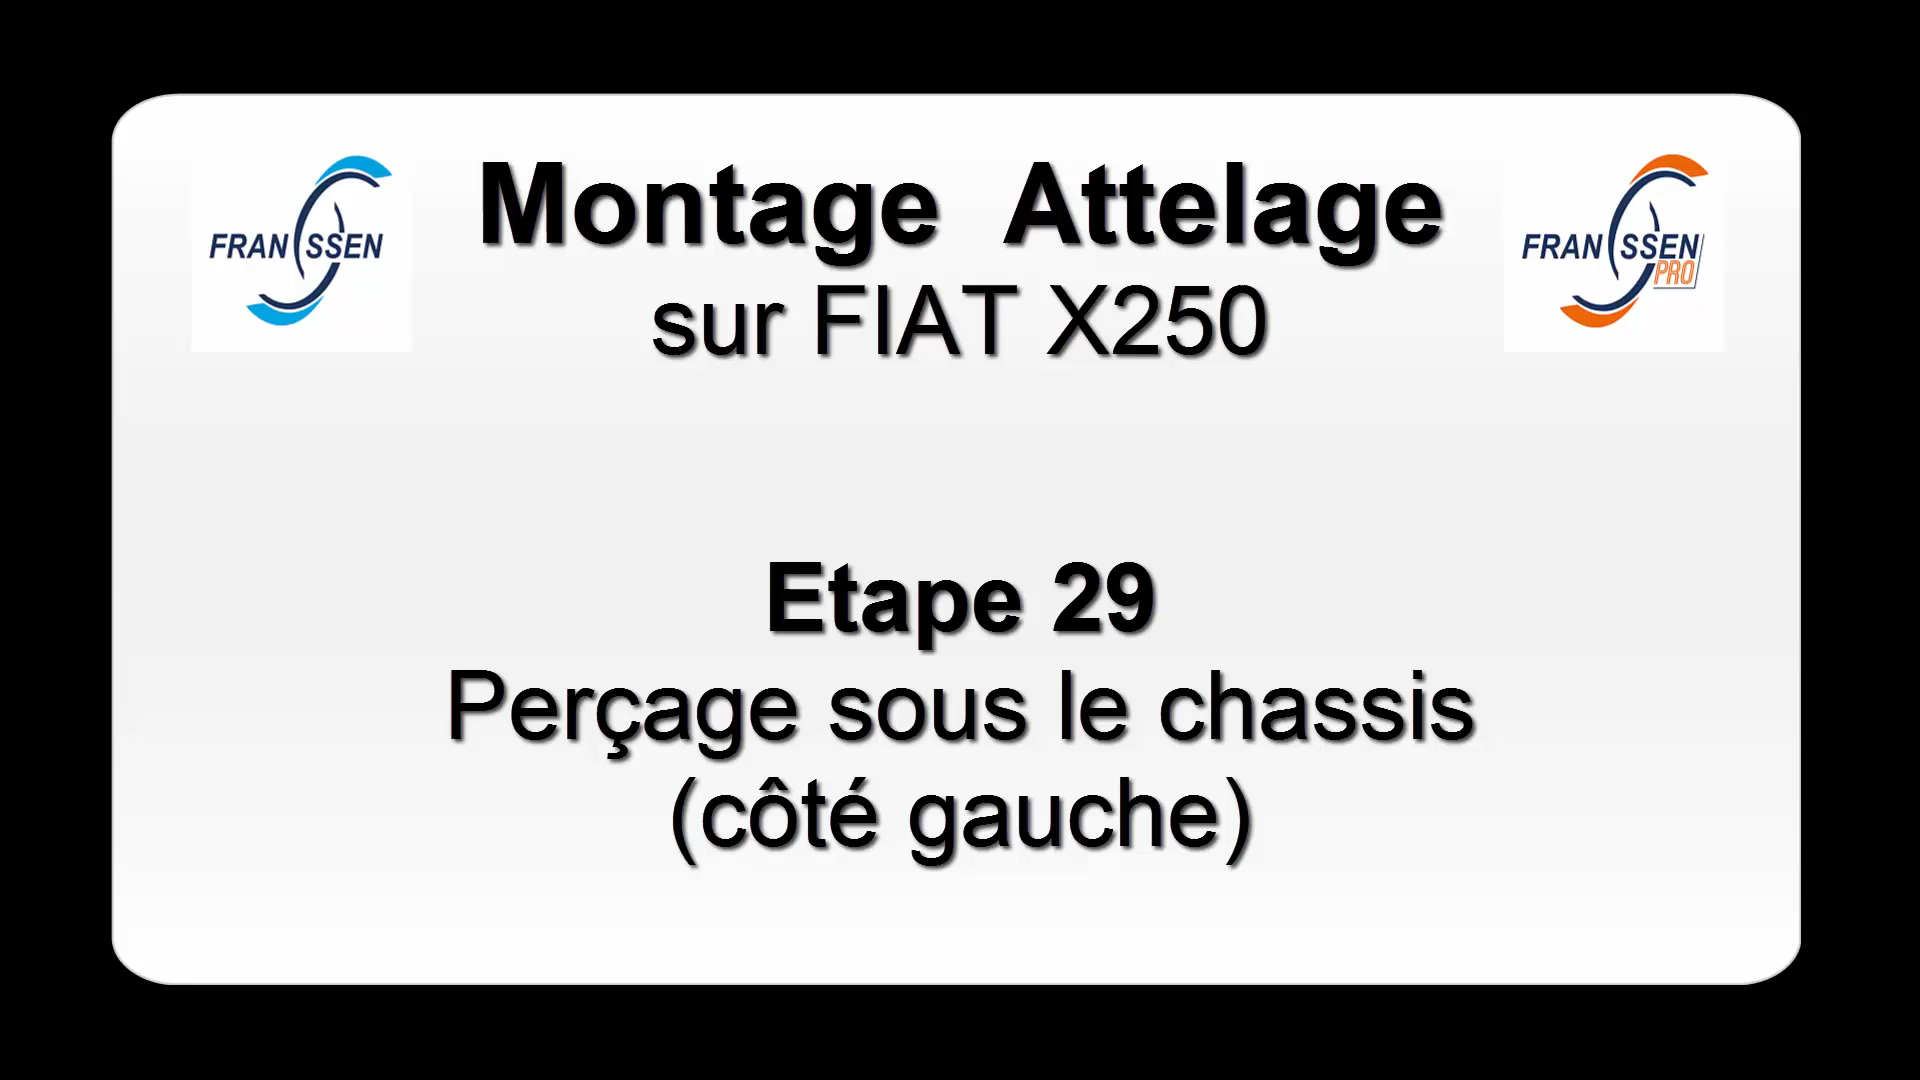 Montage Attelage
sur FIAT X250
FRANSSEN
FRANSSEN
PRO
Etape 29
Perçage sous le chassis
(côté gauche)